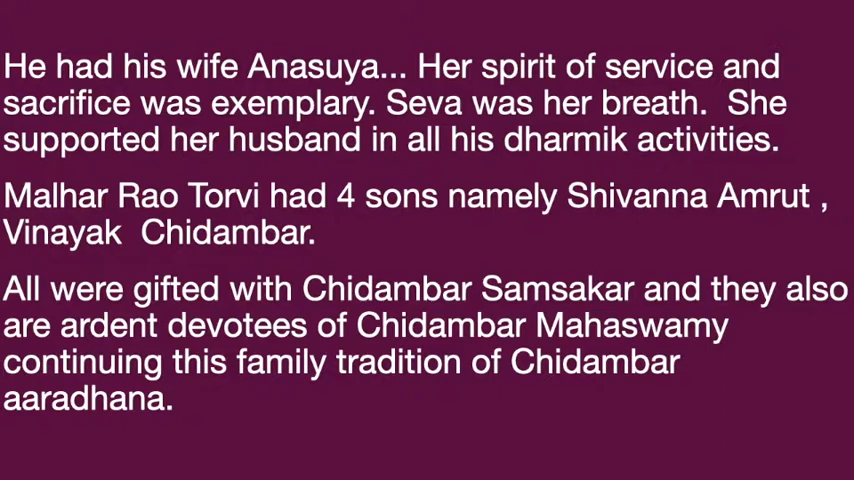 He had his wife Anasuya... Her spirit of service and
sacrifice was exemplary. Seva was her breath.  She
supported her husband in all his dharmik activities.
Malhar Rao Torvi had 4 sons namely Shivanna Amrut ,
Vinayak  Chidambar.
All were gifted with Chidambar Samsakar and they also
are ardent devotees of Chidambar Mahaswamy
continuing this family tradition of Chidambar
aaradhana.